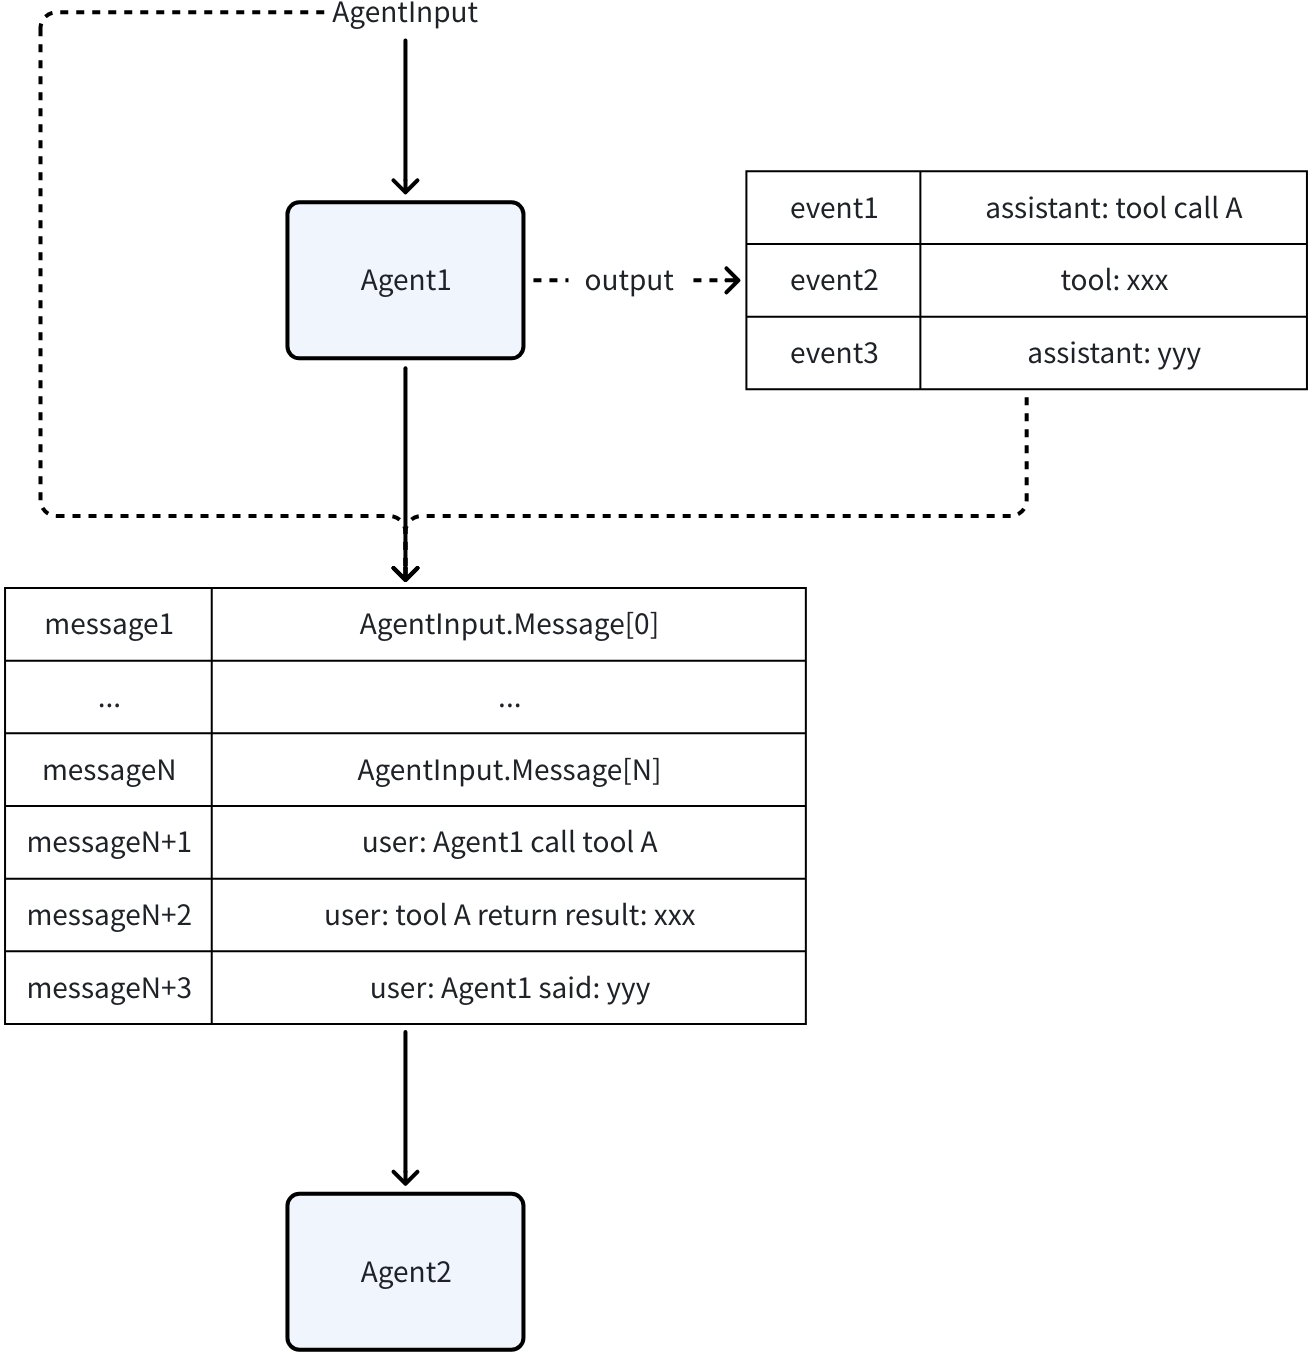 AgentInput
Agent1
output
event1
assistant: tool call A
event2
tool: xxx
event3
assistant: yyy
message1
AgentInput.Message[0]
...
...
messageN
AgentInput.Message[N]
messageN+1
user: Agent1 call tool A
messageN+2
user: tool A return result: xxx
messageN+3
user: Agent1 said: yyy
Agent2